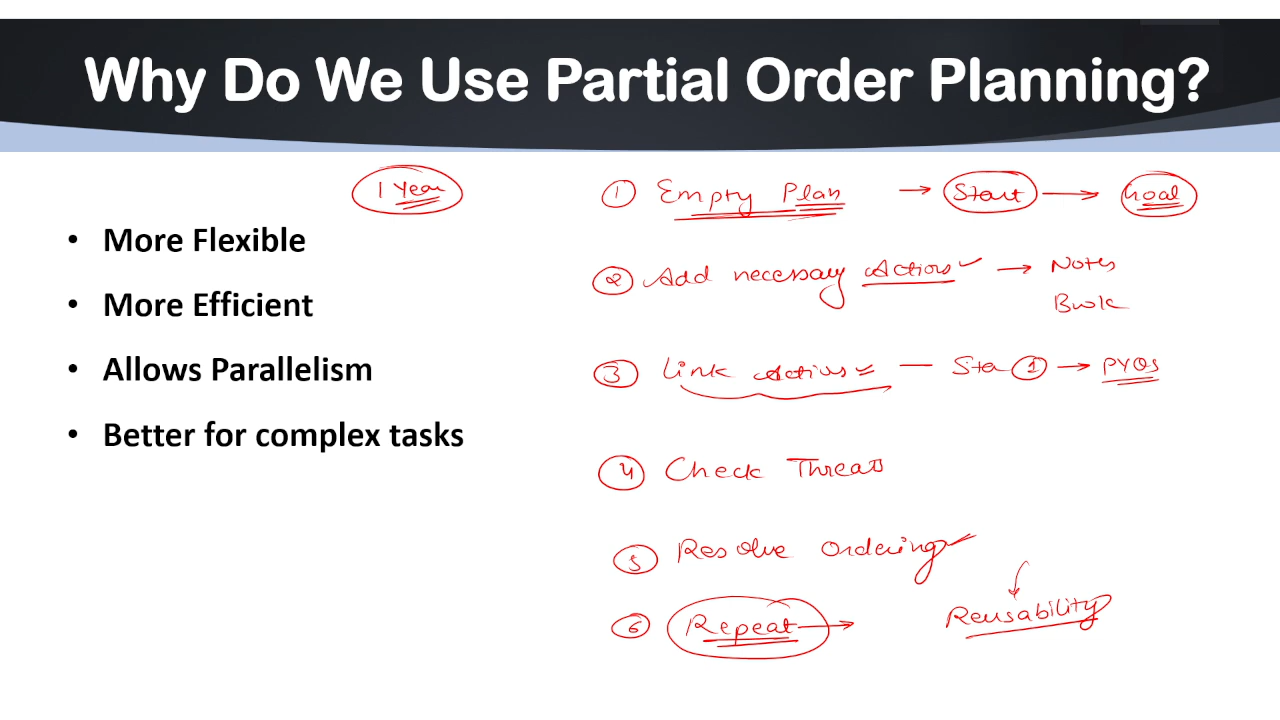 Why Do We Use Partial Order Planning?
1 Year
• More Flexible
• More Efficient
• Allows Parallelism
• Better for complex tasks
① Empty Plan → Start → Goal
② Add necessary Actions ✓ → Notes
Book
③ Link Actions — Sta ① → PYQs
④ Check Threats
⑤ Resolve Ordering ✓
⑥ Repeat →
Reusability